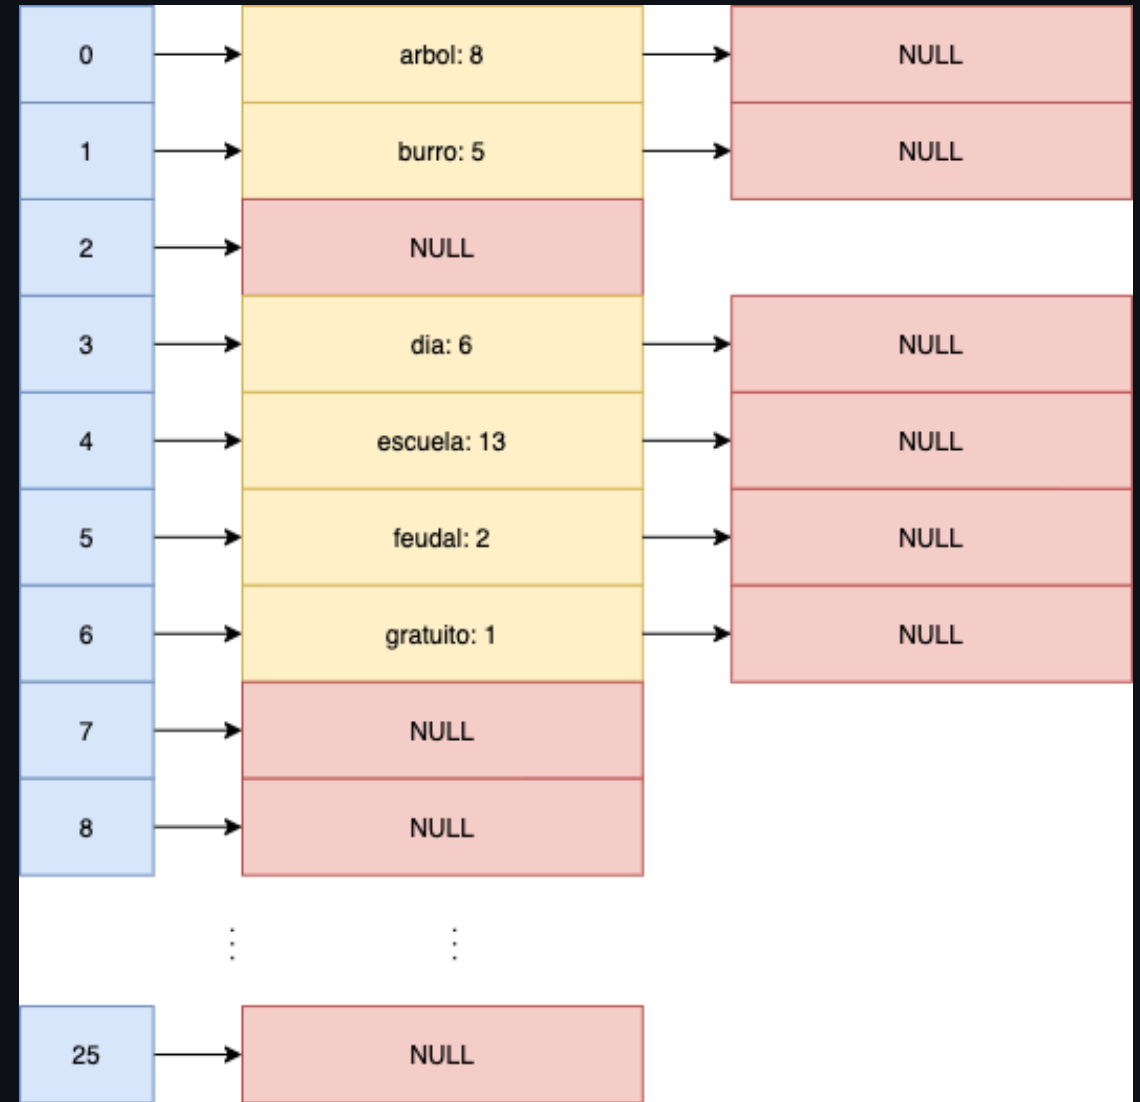 0 arbol: 8 NULL
1 burro: 5 NULL
2 NULL
3 dia: 6 NULL
4 escuela: 13 NULL
5 feudal: 2 NULL
6 gratuito: 1 NULL
7 NULL
8 NULL
25 NULL